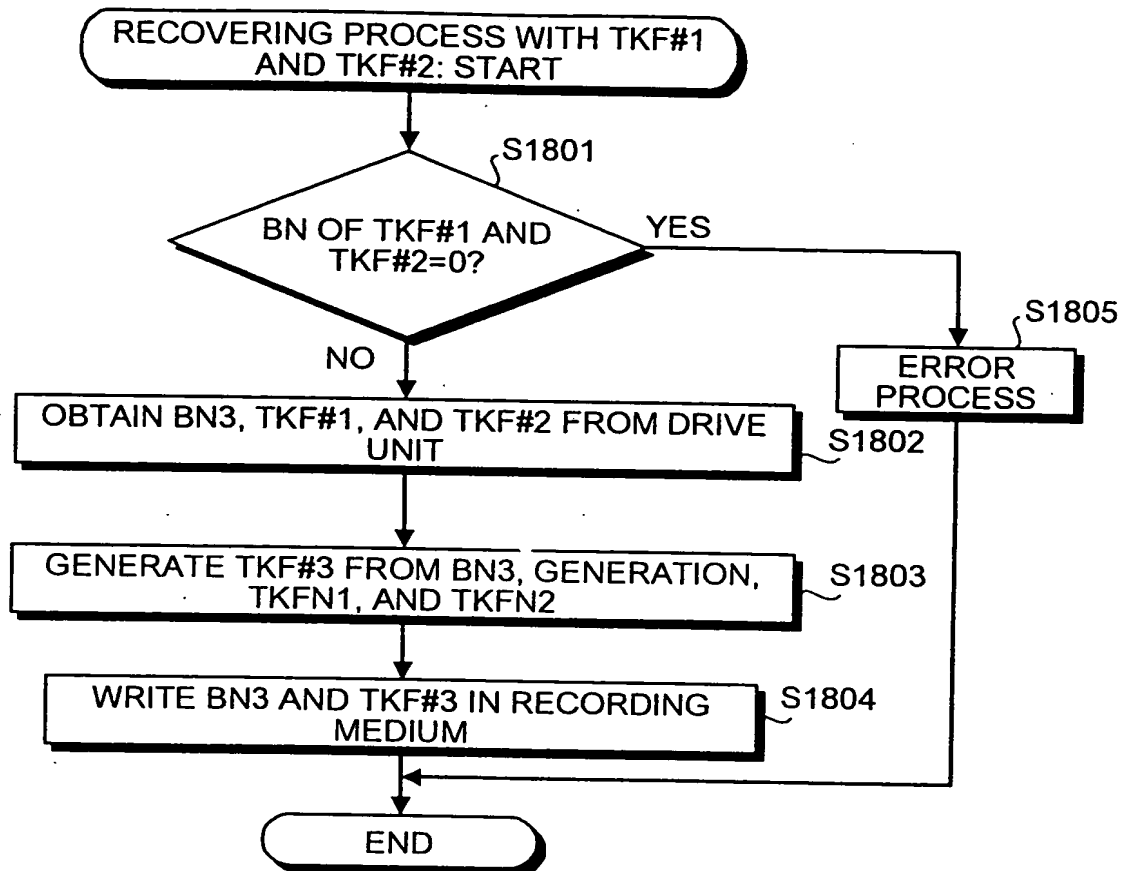 RECOVERING PROCESS WITH TKF#1
AND TKF#2: START
S1801
BN OF TKF#1 AND
TKF#2=0?
YES
NO
S1805
ERROR
PROCESS
OBTAIN BN3, TKF#1, AND TKF#2 FROM DRIVE
UNIT
S1802
GENERATE TKF#3 FROM BN3, GENERATION,
TKFN1, AND TKFN2
S1803
WRITE BN3 AND TKF#3 IN RECORDING
MEDIUM
S1804
END